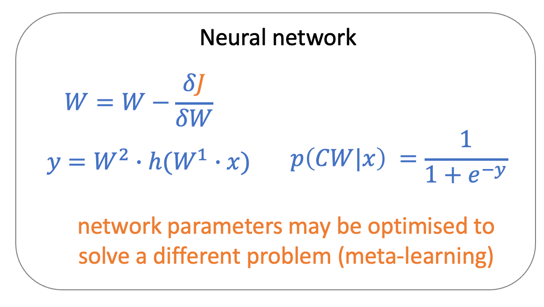 Neural network
W = W − δJ/δW
y = W² · h(W¹ · x)
p(CW|x) = 1/(1 + e⁻ʸ)
network parameters may be optimised to
solve a different problem (meta-learning)